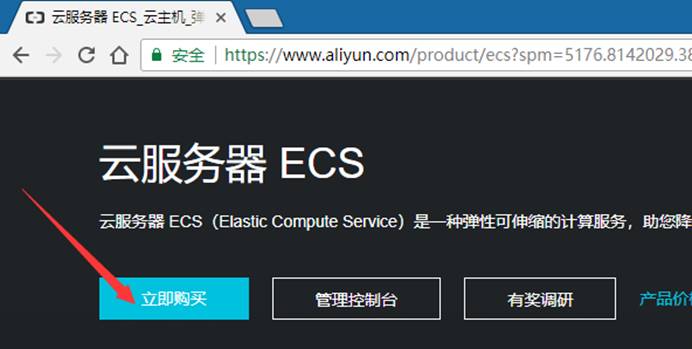 云服务器 ECS_云主机_弹
安全 https://www.aliyun.com/product/ecs?spm=5176.8142029.38
云服务器 ECS
云服务器 ECS（Elastic Compute Service）是一种弹性可伸缩的计算服务，助您降
立即购买 管理控制台 有奖调研 产品价格